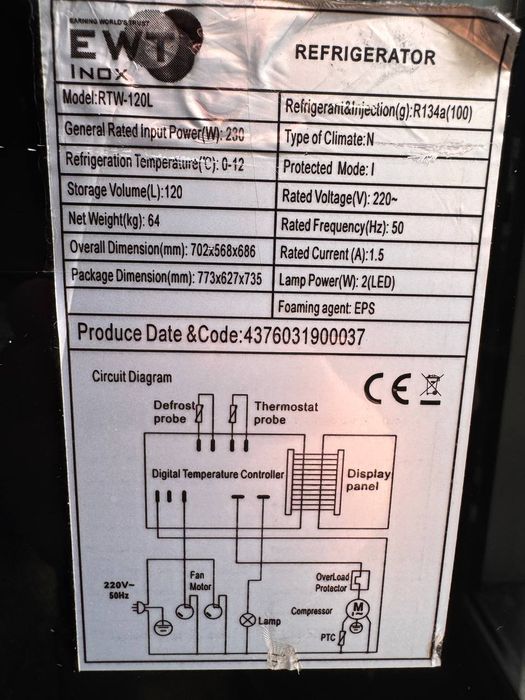 EARNING WORLD'S TRUST
EWT
INOX
REFRIGERATOR
Model:RTW-120L
Refrigerant&Injection(g):R134a(100)
General Rated Input Power(W): 230
Type of Climate:N
Refrigeration Temperature(℃): 0-12
Protected Mode: I
Storage Volume(L):120
Rated Voltage(V): 220~
Net Weight(kg): 64
Rated Frequency(Hz): 50
Overall Dimension(mm): 702x568x686
Rated Current(A):1.5
Package Dimension(mm): 773x627x735
Lamp Power(W): 2(LED)
Foaming agent: EPS
Produce Date &Code:4376031900037
Circuit Diagram
CE
Defrost probe
Thermostat probe
Digital Temperature Controller
Display panel
220V~ 50Hz
Fan Motor
Lamp
OverLoad Protector
Compressor
M
1~
PTC